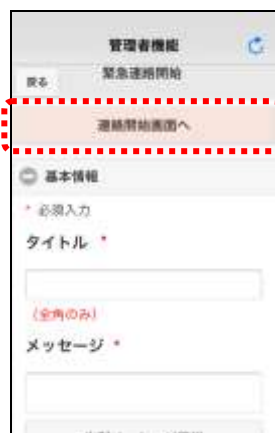 管理者機能
緊急連絡開始
戻る
連絡開始画面へ
基本情報
* 必須入力
タイトル *
(全角のみ)
メッセージ *